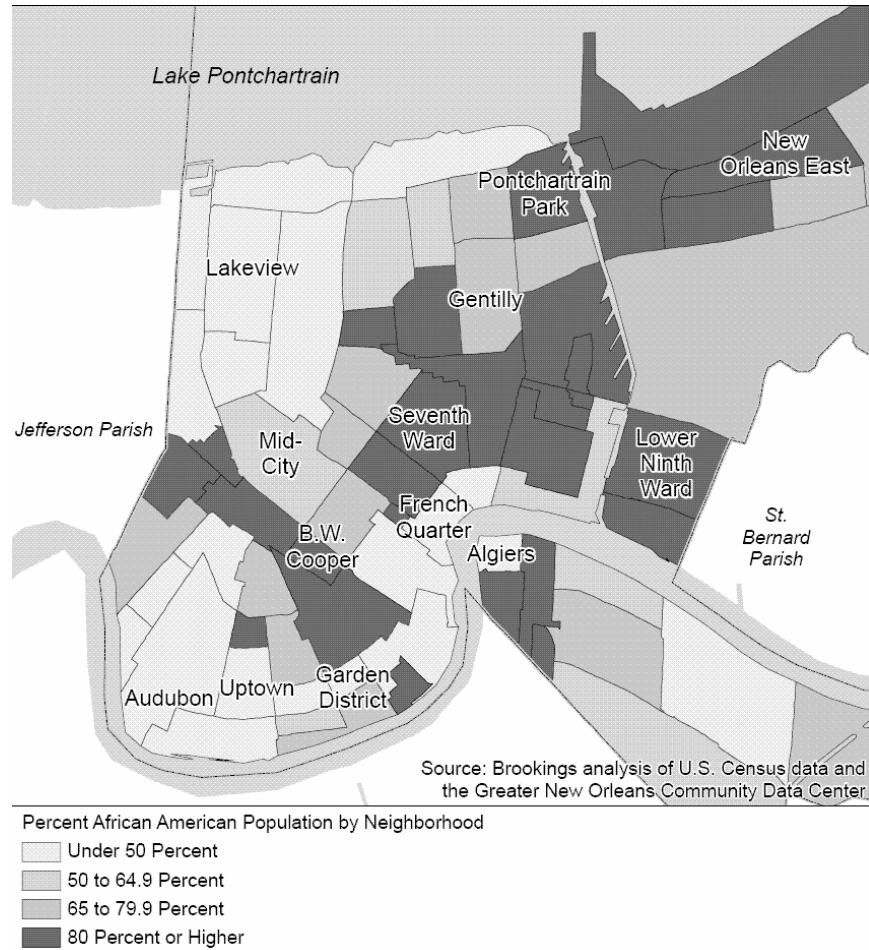 Lake Pontchartrain
New
Orleans East
Pontchartrain
Park
Lakeview
Gentilly
Jefferson Parish
Mid-
City
Seventh
Ward
Lower
Ninth
Ward
French
Quarter
St.
Bernard
Parish
B.W.
Cooper
Algiers
Audubon
Uptown
Garden
District
Source: Brookings analysis of U.S. Census data and
the Greater New Orleans Community Data Center
Percent African American Population by Neighborhood
Under 50 Percent
50 to 64.9 Percent
65 to 79.9 Percent
80 Percent or Higher